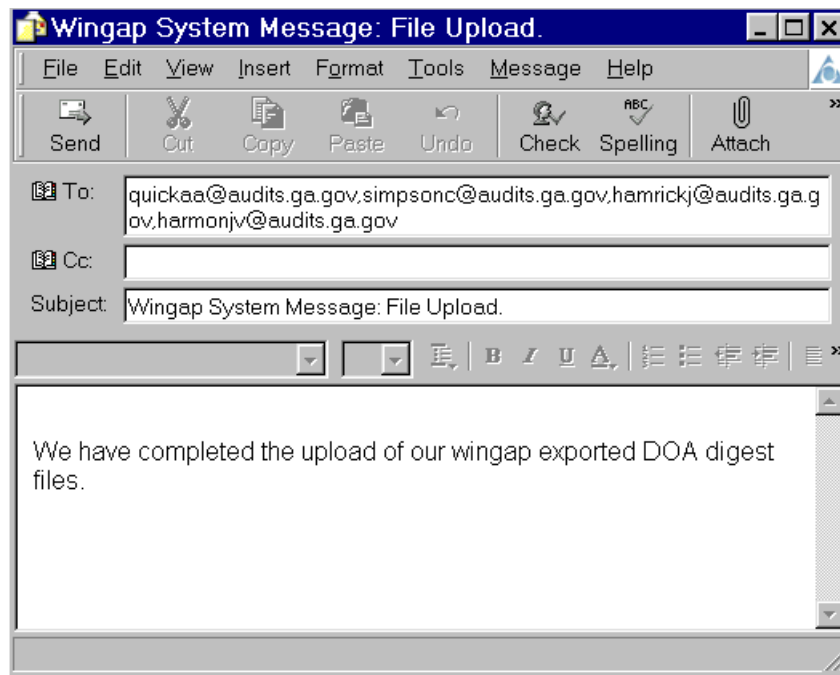 Wingap System Message: File Upload.
File Edit View Insert Format Tools Message Help
Send Cut Copy Paste Undo ABC Check Spelling Attach
To: quickaa@audits.ga.gov,simpsonc@audits.ga.gov,hamrickj@audits.ga.g
ov,harmonjv@audits.ga.gov
Cc:
Subject: Wingap System Message: File Upload.
B I U A
We have completed the upload of our wingap exported DOA digest
files.